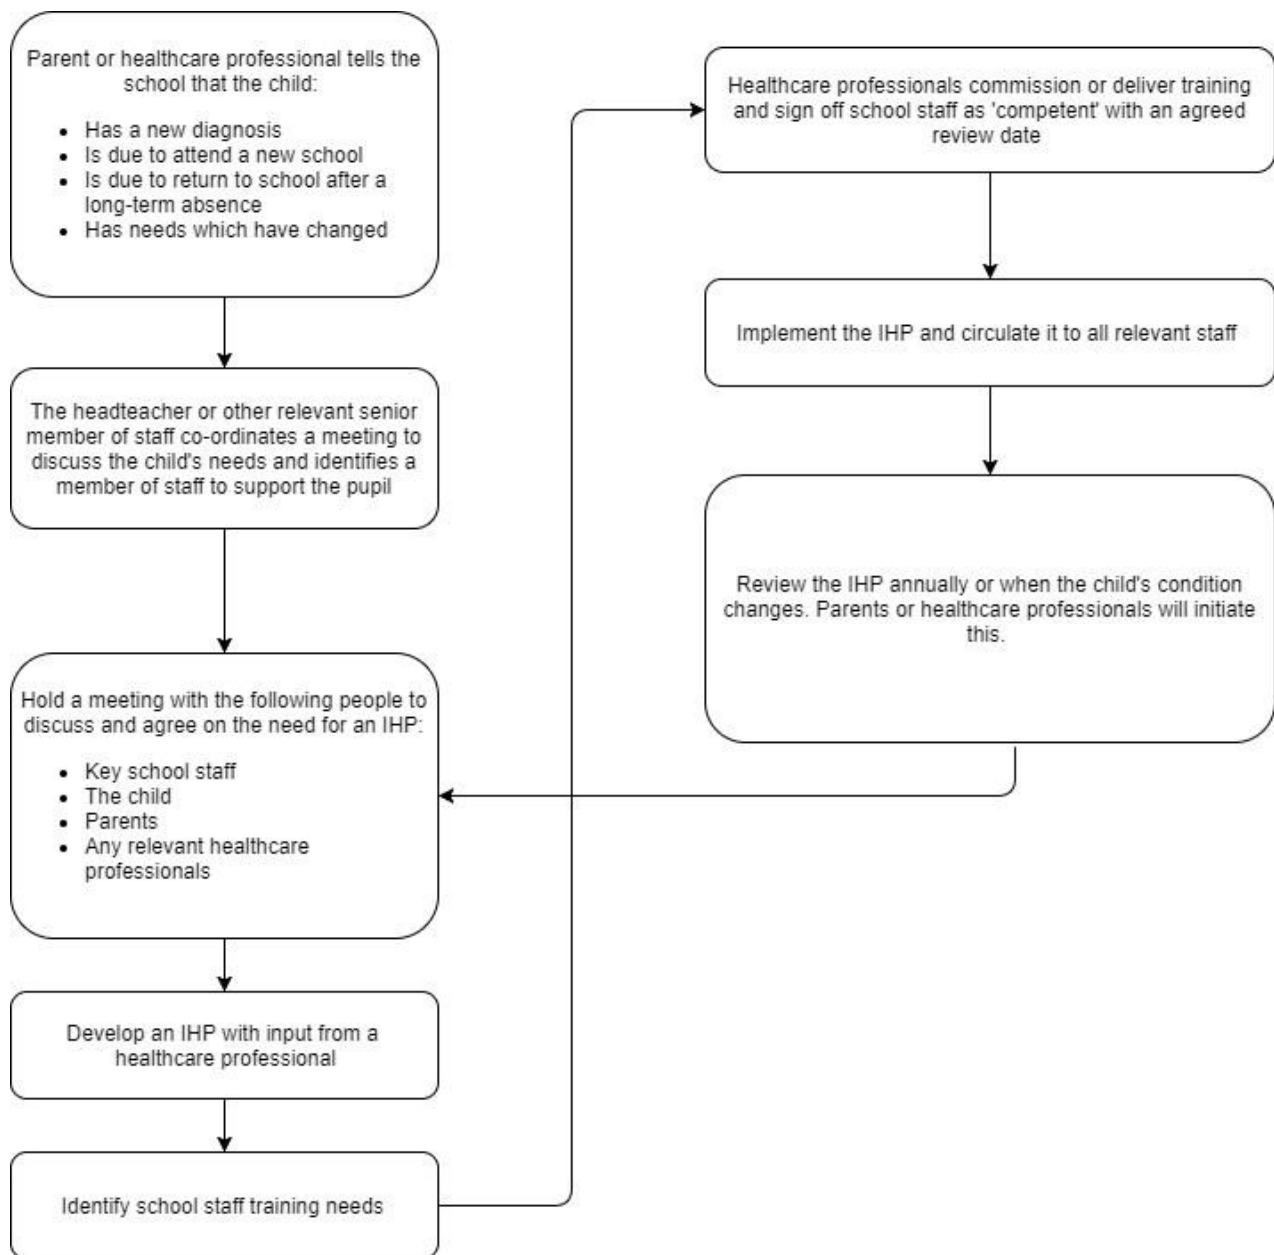 Parent or healthcare professional tells the
school that the child:
• Has a new diagnosis
• Is due to attend a new school
• Is due to return to school after a
long-term absence
• Has needs which have changed
The headteacher or other relevant senior
member of staff co-ordinates a meeting to
discuss the child's needs and identifies a
member of staff to support the pupil
Hold a meeting with the following people to
discuss and agree on the need for an IHP:
• Key school staff
• The child
• Parents
• Any relevant healthcare
professionals
Develop an IHP with input from a
healthcare professional
Identify school staff training needs
Healthcare professionals commission or deliver training
and sign off school staff as 'competent' with an agreed
review date
Implement the IHP and circulate it to all relevant staff
Review the IHP annually or when the child's condition
changes. Parents or healthcare professionals will initiate
this.